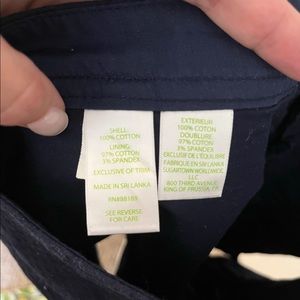 SHELL:
100% COTTON
LINING:
97% COTTON
3% SPANDEX
EXCLUSIVE OF TRIM
MADE IN SRI LANKA
SEE REVERSE
FOR CARE
EXTERIEUR
100% COTON
DOUBLURE
97% COTON
3% SPANDEX
EXCLUSIF DE L'EQUILIBRE
FABRIQUE EN SRI LANKA
SUGARTOWN WORLDWIDE,
LLC
800 THIRD AVENUE
KING OF PRUSSIA, PA